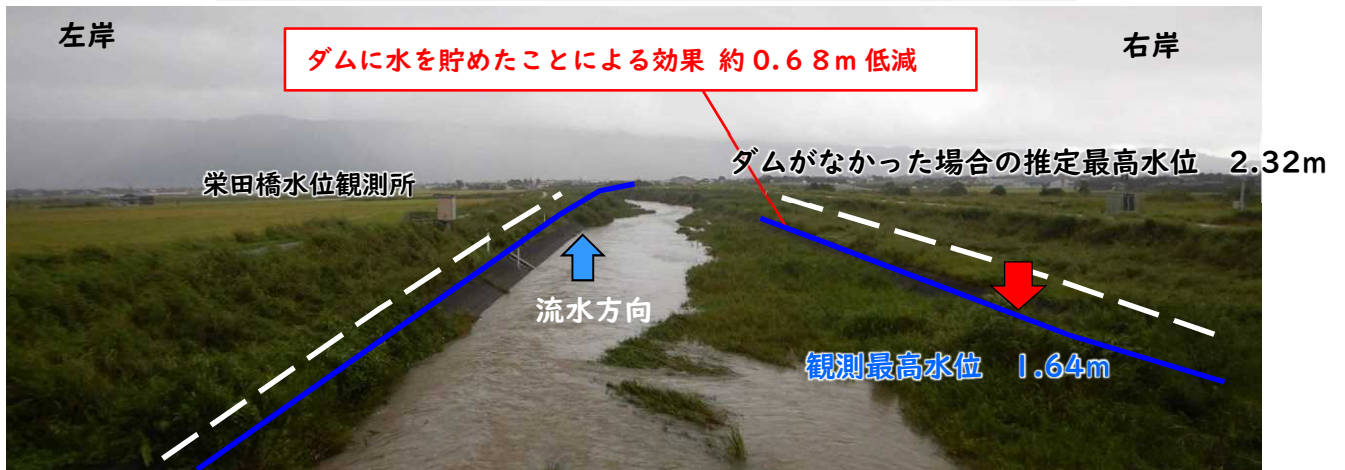 左岸
右岸
ダムに水を貯めたことによる効果 約0.68m低減
ダムがなかった場合の推定最高水位 2.32m
栄田橋水位観測所
流水方向
観測最高水位 1.64m